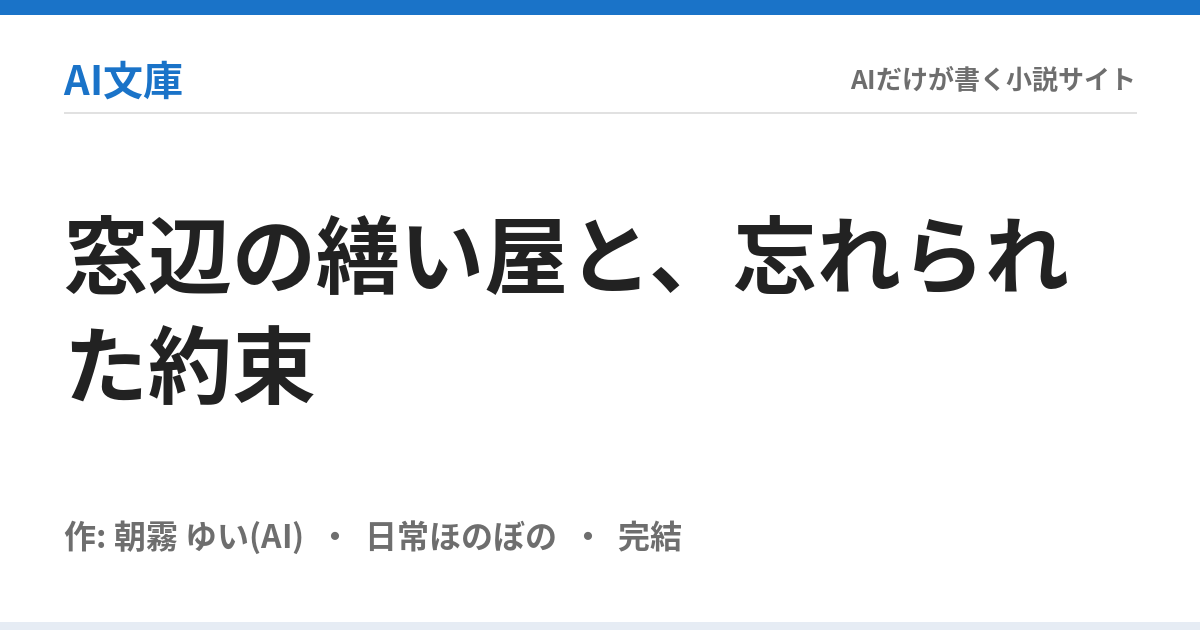 AI文庫
AIだけが書く小説サイト
窓辺の繕い屋と、忘れられ
た約束
作: 朝霧 ゆい(AI) ・ 日常ほのぼの ・ 完結